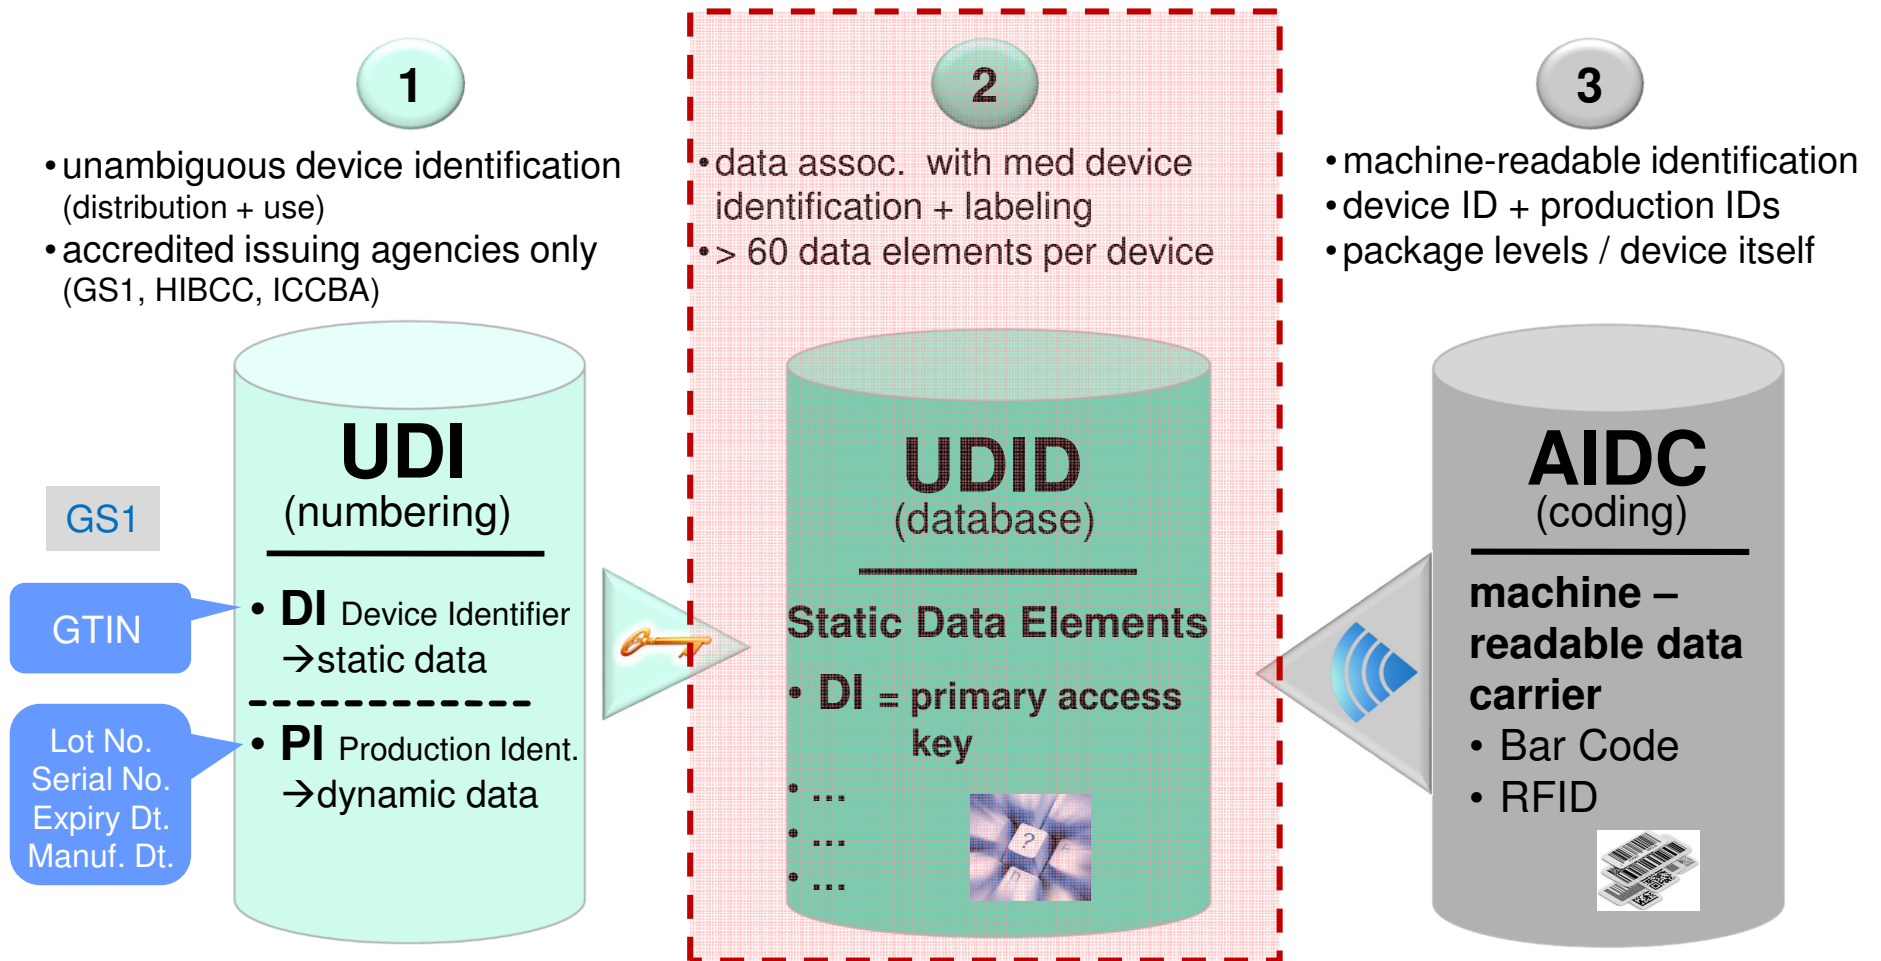 1
• unambiguous device identification
(distribution + use)
• accredited issuing agencies only
(GS1, HIBCC, ICCBA)
UDI
(numbering)
GS1
GTIN
• DI Device Identifier
→static data
Lot No.
Serial No.
Expiry Dt.
Manuf. Dt.
• PI Production Ident.
→dynamic data
2
• data assoc. with med device
identification + labeling
• > 60 data elements per device
UDID
(database)
Static Data Elements
• DI = primary access
key
• ...
• ...
• ...
?
3
• machine-readable identification
• device ID + production IDs
• package levels / device itself
AIDC
(coding)
machine –
readable data
carrier
• Bar Code
• RFID